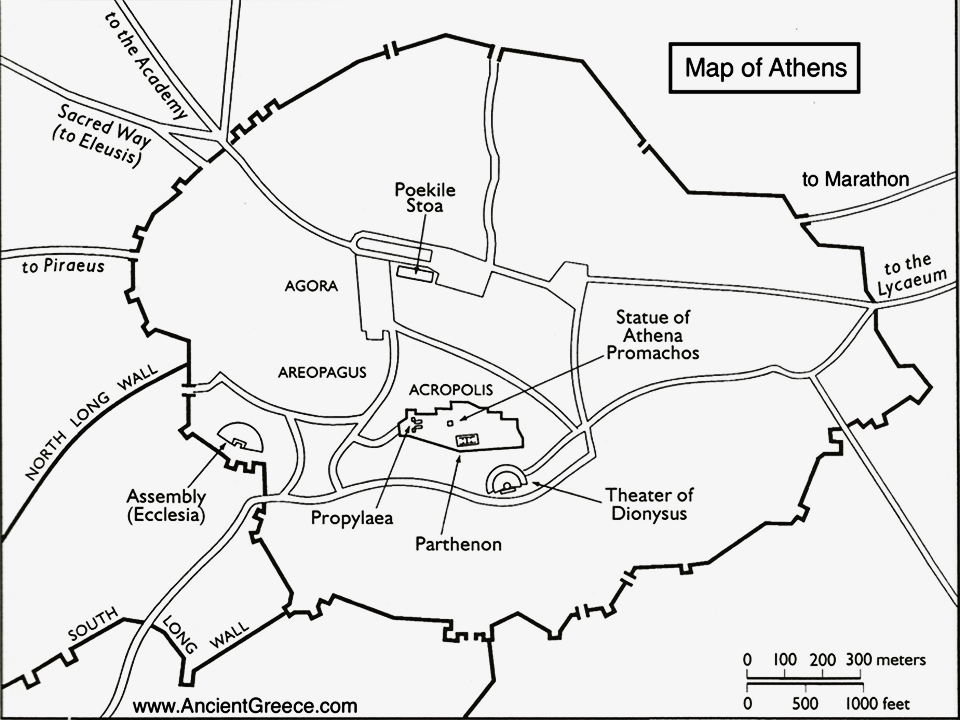 Map of Athens
to the Academy
Sacred Way
(to Eleusis)
to Marathon
Poekile
Stoa
to Piraeus
to the
Lycaeum
AGORA
Statue of
Athena
Promachos
AREOPAGUS
ACROPOLIS
NORTH LONG WALL
Assembly
(Ecclesia)
Propylaea
Parthenon
Theater of
Dionysus
SOUTH LONG WALL
0 100 200 300 meters
0 500 1000 feet
www.AncientGreece.com